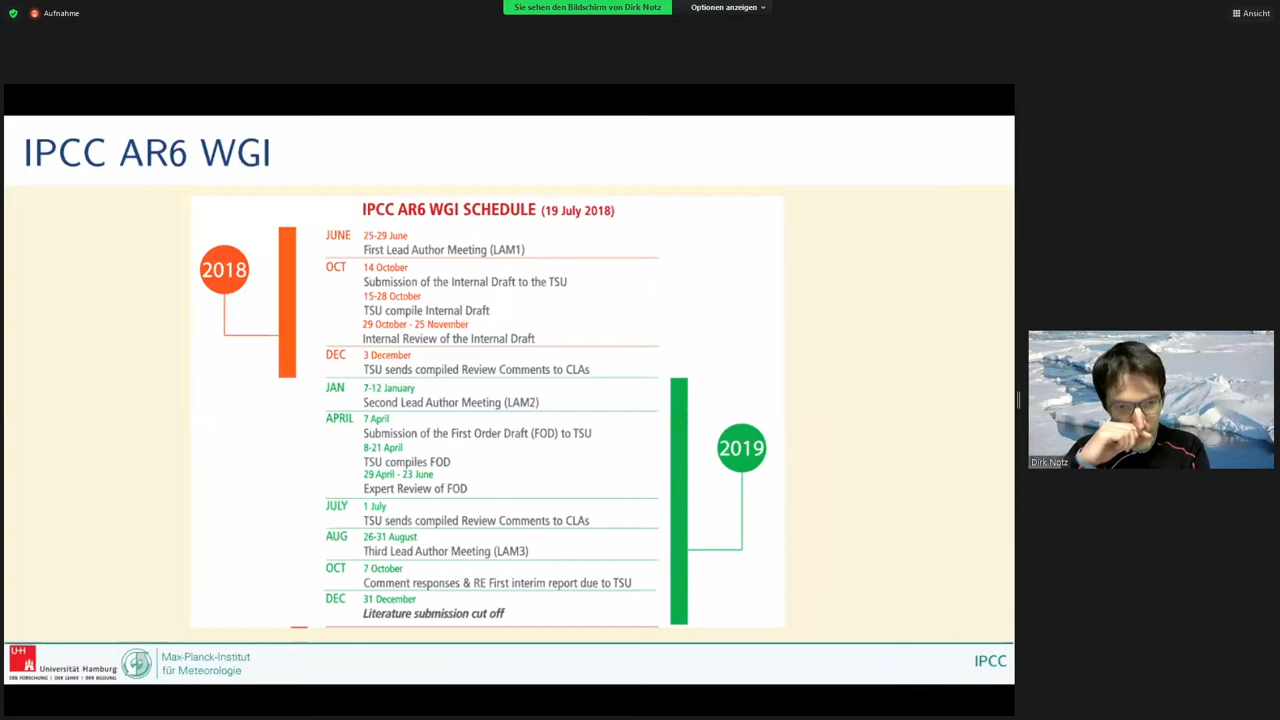 Aufnahme
Sie sehen den Bildschirm von Dirk Notz
Optionen anzeigen
Ansicht
IPCC AR6 WGI
IPCC AR6 WGI SCHEDULE (19 July 2018)
2018
JUNE 25-29 June
First Lead Author Meeting (LAM1)
OCT 14 October
Submission of the Internal Draft to the TSU
15-28 October
TSU compile Internal Draft
29 October - 25 November
Internal Review of the Internal Draft
DEC 3 December
TSU sends compiled Review Comments to CLAs
2019
JAN 7-12 January
Second Lead Author Meeting (LAM2)
APRIL 7 April
Submission of the First Order Draft (FOD) to TSU
8-21 April
TSU compiles FOD
29 April - 23 June
Expert Review of FOD
JULY 1 July
TSU sends compiled Review Comments to CLAs
AUG 26-31 August
Third Lead Author Meeting (LAM3)
OCT 7 October
Comment responses & RE First interim report due to TSU
DEC 31 December
Literature submission cut off
Dirk Notz
UH
Universität Hamburg
DER FORSCHUNG | DER LEHRE | DER BILDUNG
Max-Planck-Institut
für Meteorologie
IPCC